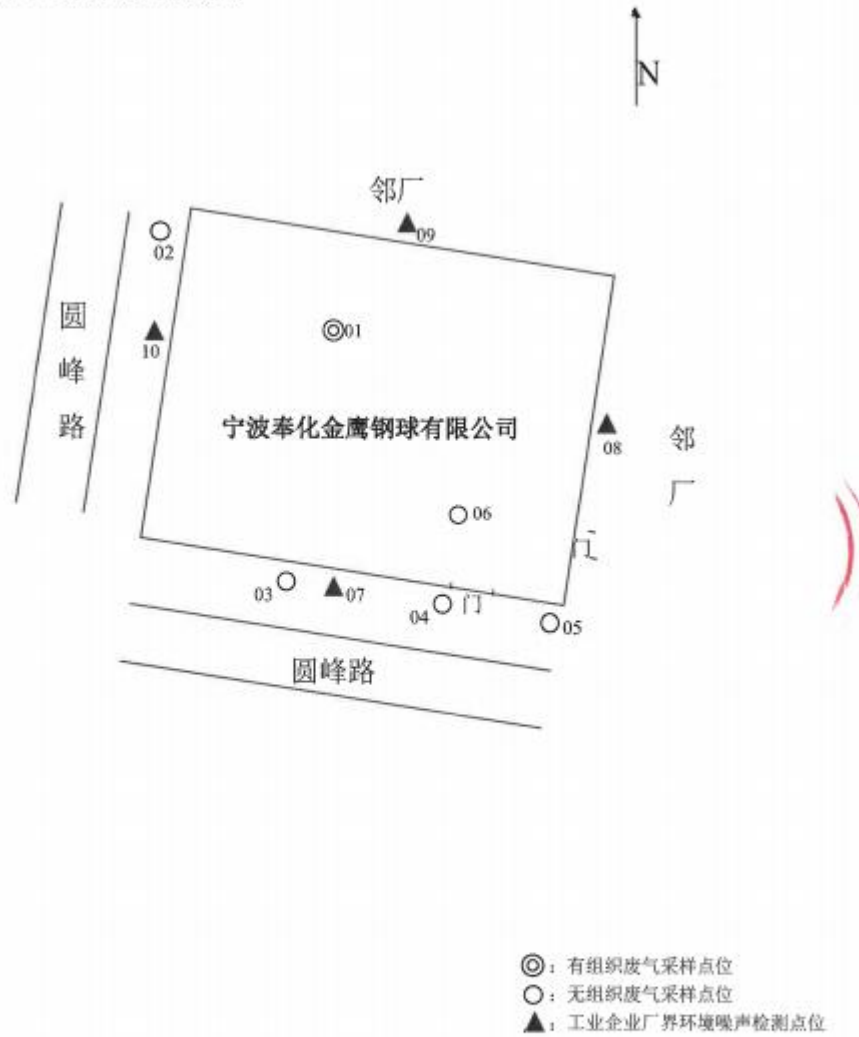 N
邻厂
09
02
圆峰路
10
01
宁波奉化金鹰钢球有限公司
08
邻厂
06
门
03
07
04
门
05
圆峰路
◎：有组织废气采样点位
○：无组织废气采样点位
▲：工业企业厂界环境噪声检测点位